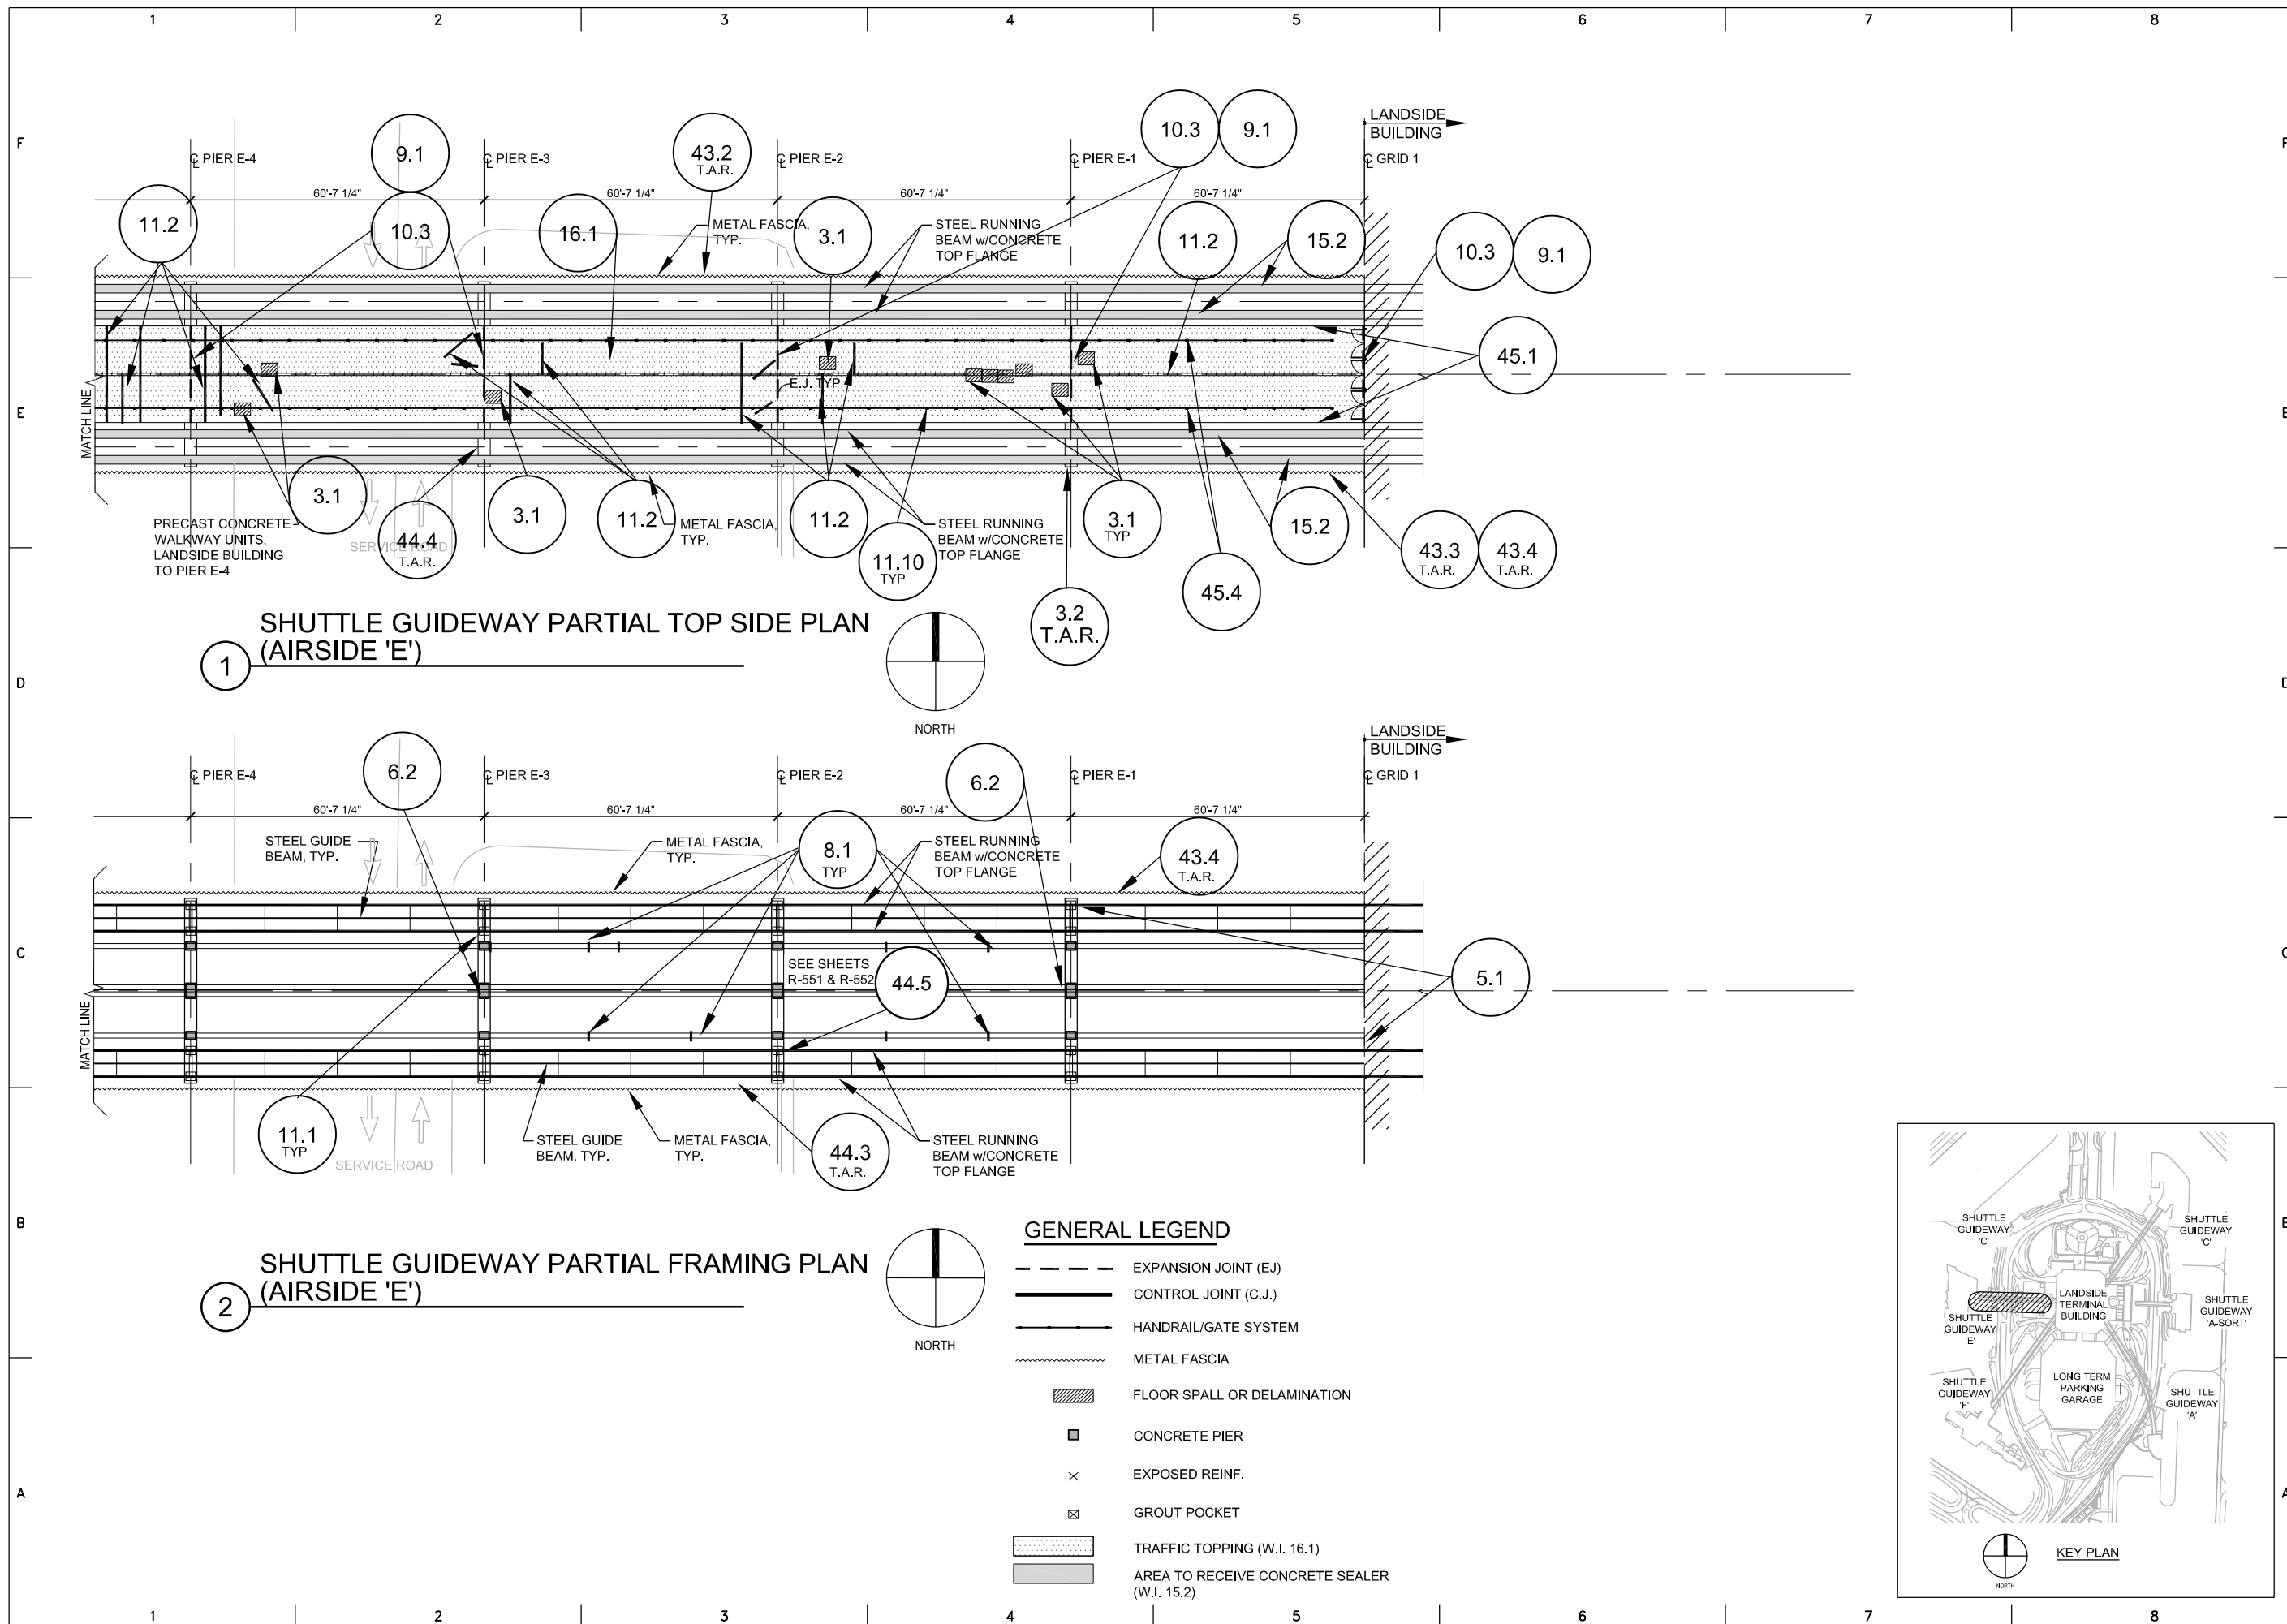 1 2 3 4 5 6 7 8
F
E
D
C
B
A
F
E
D
C
B
A
LANDSIDE
BUILDING
℄ PIER E-4
℄ PIER E-3
℄ PIER E-2
℄ PIER E-1
℄ GRID 1
60'-7 1/4"
60'-7 1/4"
60'-7 1/4"
60'-7 1/4"
9.1
10.3
43.2
T.A.R.
10.3
9.1
11.2
16.1
3.1
11.2
15.2
10.3
9.1
METAL FASCIA,
TYP.
STEEL RUNNING
BEAM w/CONCRETE
TOP FLANGE
45.1
E.J. TYP
MATCH LINE
3.1
PRECAST CONCRETE
WALKWAY UNITS,
LANDSIDE BUILDING
TO PIER E-4
SERVICE ROAD
44.4
T.A.R.
3.1
11.2
METAL FASCIA,
TYP.
11.2
STEEL RUNNING
BEAM w/CONCRETE
TOP FLANGE
11.10
TYP
3.1
TYP
3.2
T.A.R.
45.4
15.2
43.3
T.A.R.
43.4
T.A.R.
SHUTTLE GUIDEWAY PARTIAL TOP SIDE PLAN
(AIRSIDE 'E')
1
NORTH
LANDSIDE
BUILDING
℄ PIER E-4
℄ PIER E-3
℄ PIER E-2
℄ PIER E-1
℄ GRID 1
60'-7 1/4"
60'-7 1/4"
60'-7 1/4"
60'-7 1/4"
6.2
6.2
STEEL GUIDE
BEAM, TYP.
METAL FASCIA,
TYP.
8.1
TYP
STEEL RUNNING
BEAM w/CONCRETE
TOP FLANGE
43.4
T.A.R.
SEE SHEETS
R-551 & R-552
44.5
5.1
MATCH LINE
11.1
TYP
SERVICE ROAD
STEEL GUIDE
BEAM, TYP.
METAL FASCIA,
TYP.
44.3
T.A.R.
STEEL RUNNING
BEAM w/CONCRETE
TOP FLANGE
SHUTTLE GUIDEWAY PARTIAL FRAMING PLAN
(AIRSIDE 'E')
2
NORTH
GENERAL LEGEND
EXPANSION JOINT (EJ)
CONTROL JOINT (C.J.)
HANDRAIL/GATE SYSTEM
METAL FASCIA
FLOOR SPALL OR DELAMINATION
CONCRETE PIER
EXPOSED REINF.
GROUT POCKET
TRAFFIC TOPPING (W.I. 16.1)
AREA TO RECEIVE CONCRETE SEALER
(W.I. 15.2)
SHUTTLE
GUIDEWAY
'C'
SHUTTLE
GUIDEWAY
'C'
LANDSIDE
TERMINAL
BUILDING
SHUTTLE
GUIDEWAY
'E'
SHUTTLE
GUIDEWAY
'A-SORT'
SHUTTLE
GUIDEWAY
'F'
LONG TERM
PARKING
GARAGE
SHUTTLE
GUIDEWAY
'A'
NORTH
KEY PLAN
1 2 3 4 5 6 7 8